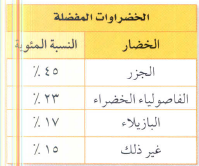 الخضراوات المفضلة
الخضار النسبة المئوية
الجزر ٤٥ ٪
الفاصولياء الخضراء ٢٣ ٪
البازيلاء ١٧ ٪
غير ذلك ١٥ ٪